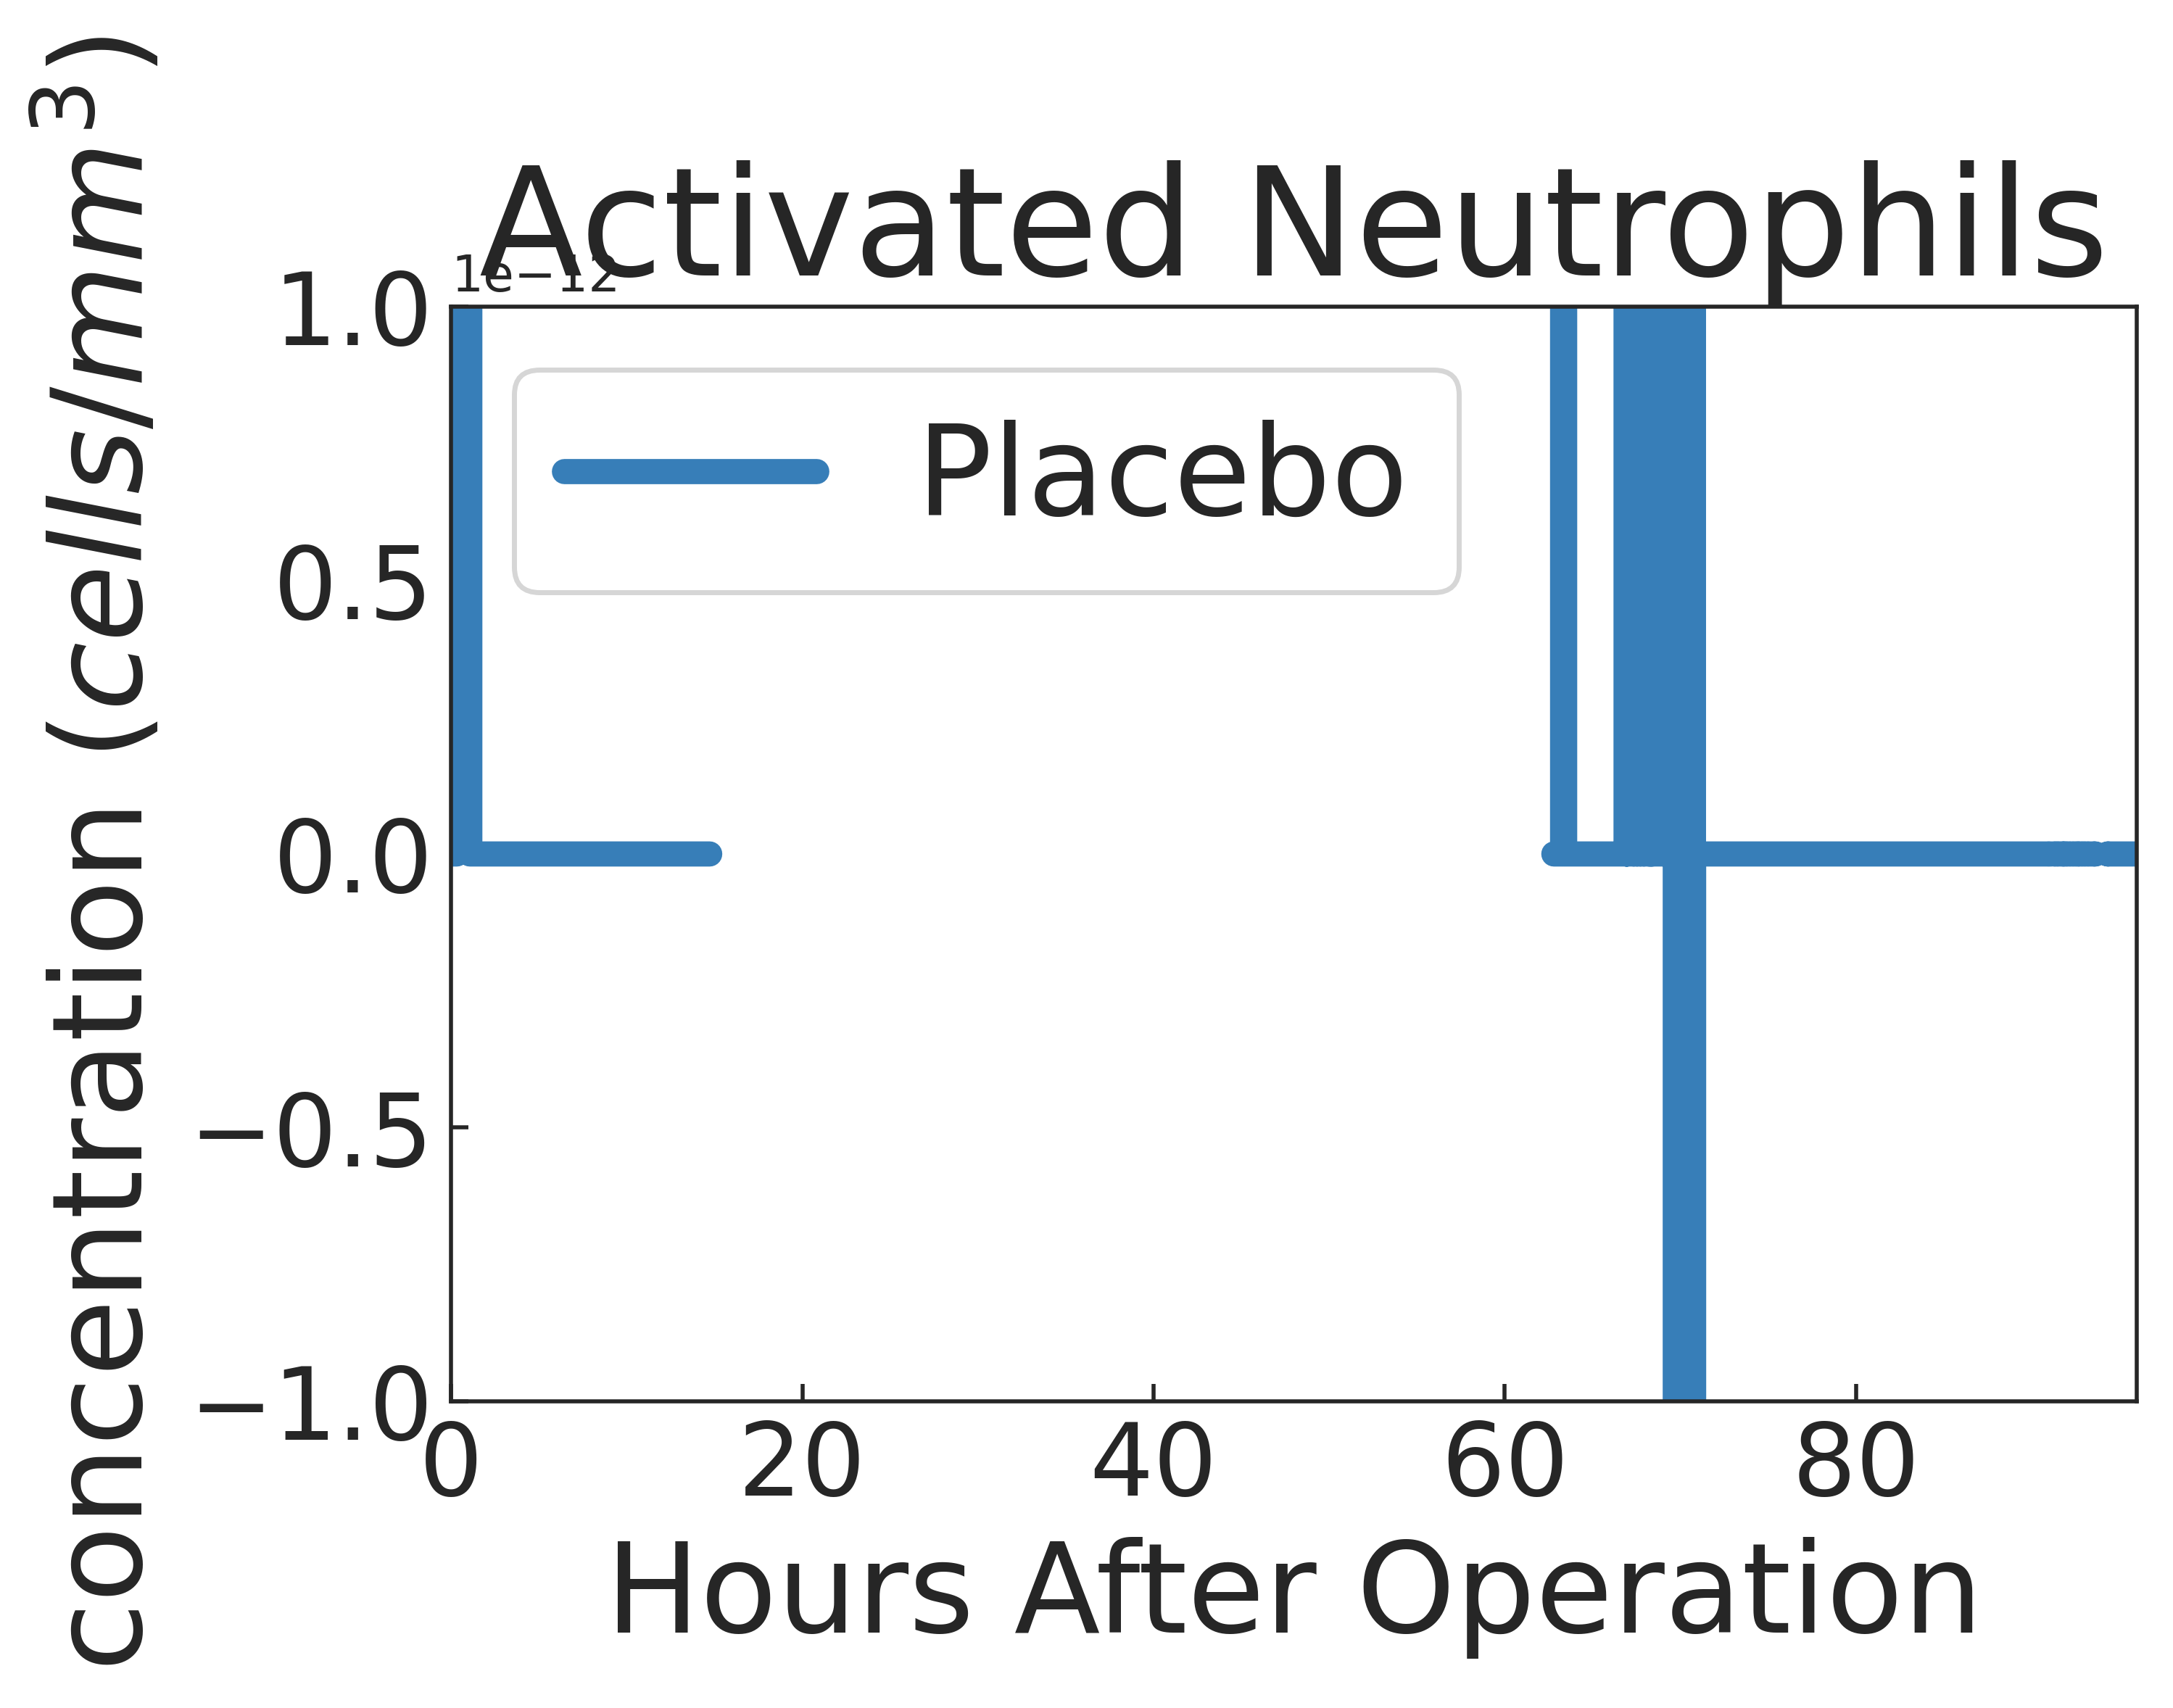 Activated Neutrophils
1e−12
concentration (cells/mm³)
1.0
0.5
0.0
−0.5
−1.0
Placebo
0 20 40 60 80
Hours After Operation